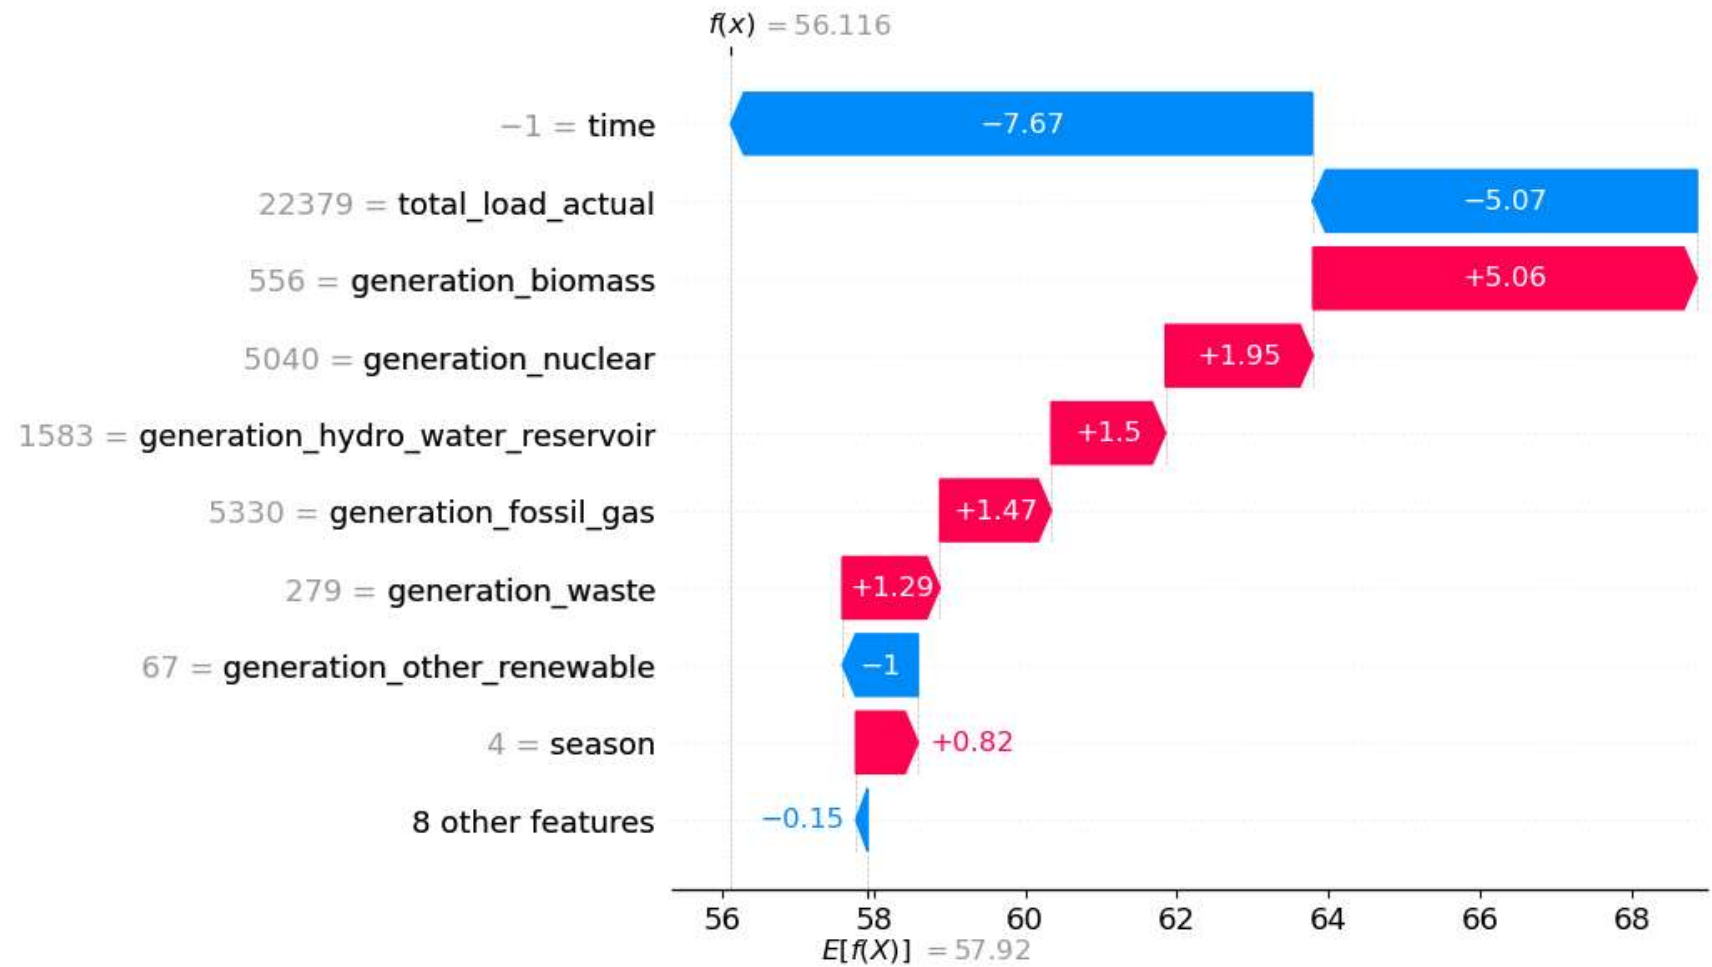 f(x) = 56.116
−1 = time
−7.67
22379 = total_load_actual
−5.07
556 = generation_biomass
+5.06
5040 = generation_nuclear
+1.95
1583 = generation_hydro_water_reservoir
+1.5
5330 = generation_fossil_gas
+1.47
279 = generation_waste
+1.29
67 = generation_other_renewable
−1
4 = season
+0.82
8 other features
−0.15
56 58 60 62 64 66 68
E[f(X)] = 57.92